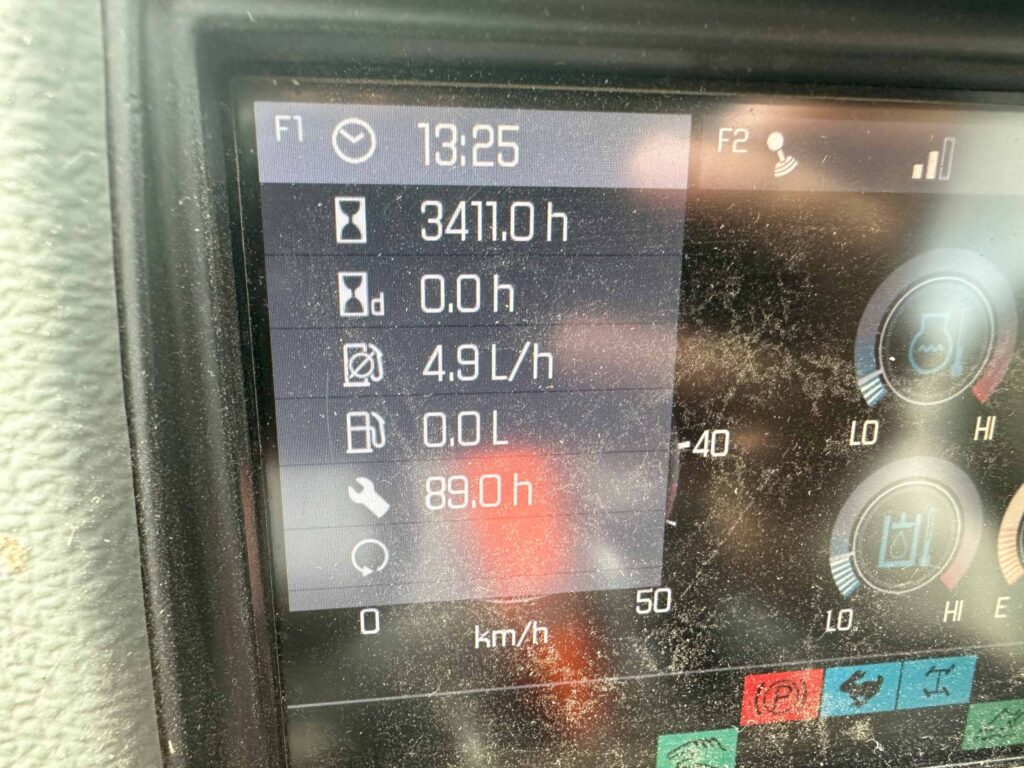 F1 13:25
F2
3411.0 h
d 0.0 h
4.9 L/h
0.0 L
40
89.0 h
LO HI
0 50
km/h
LO HI E
(P)